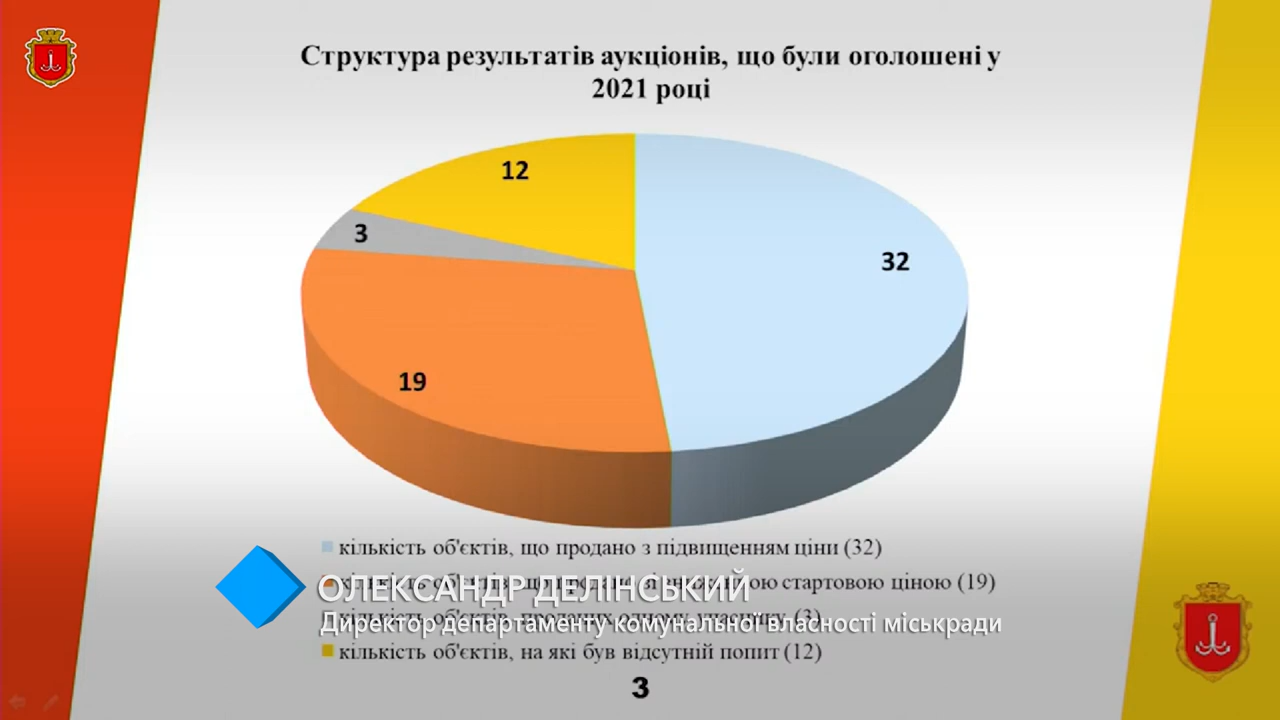 Структура результатів аукціонів, що були оголошені у
2021 році
12
3
32
19
кількість об'єктів, що продано з підвищенням ціни (32)
стартовою ціною (19)
ОЛЕКСАНДР ДЕЛІНСЬКИЙ
(3)
Директор департаменту комунальної власності міськради
кількість об'єктів, на які був відсутній попит (12)
3